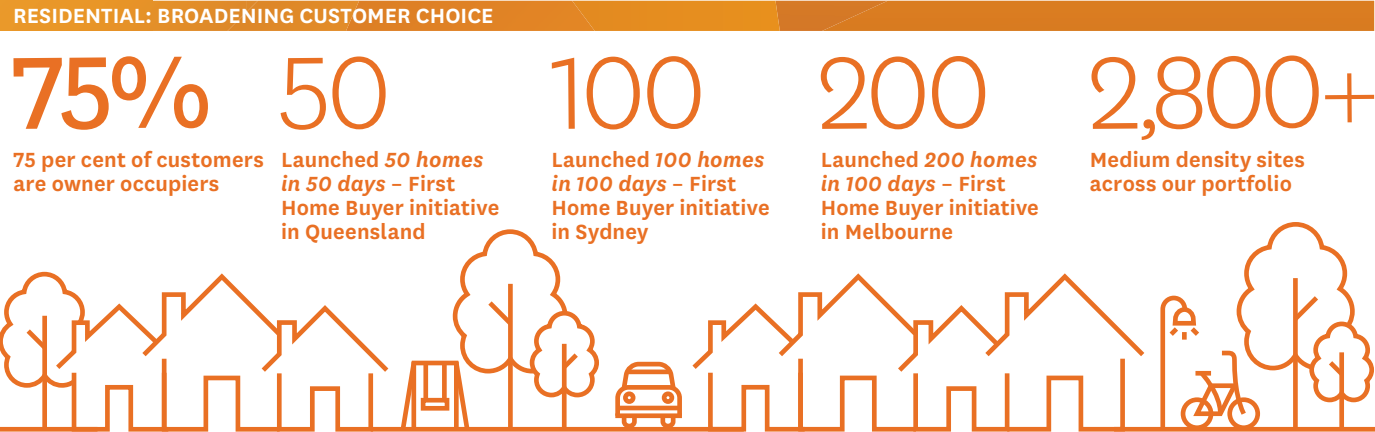 RESIDENTIAL: BROADENING CUSTOMER CHOICE
75%
75 per cent of customers
are owner occupiers
50
Launched 50 homes
in 50 days – First
Home Buyer initiative
in Queensland
100
Launched 100 homes
in 100 days – First
Home Buyer initiative
in Sydney
200
Launched 200 homes
in 100 days – First
Home Buyer initiative
in Melbourne
2,800+
Medium density sites
across our portfolio